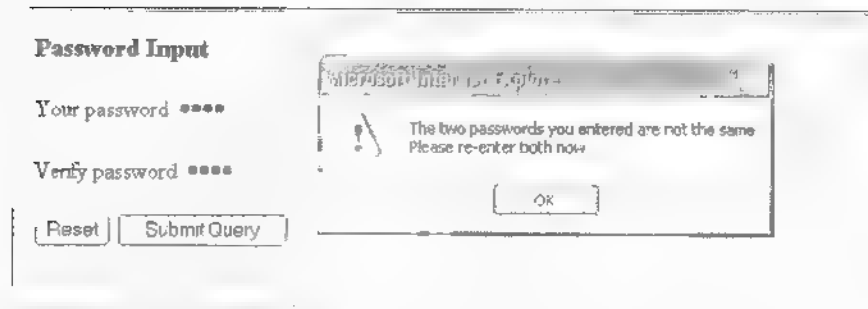 Password Input
Your password
Verify password
Reset
Submit Query
Microsoft
The two passwords you entered are not the same
Please re-enter both now
OK